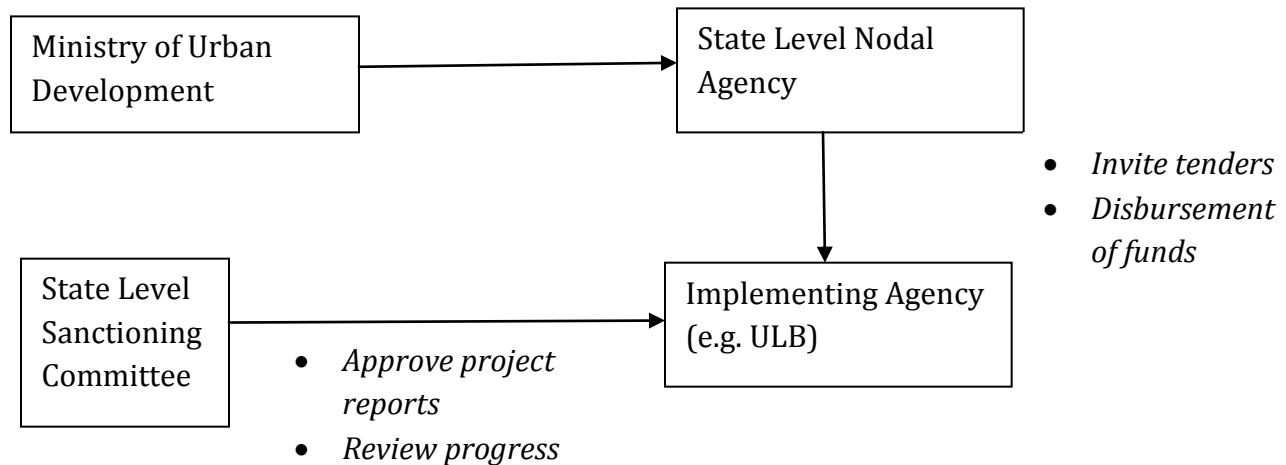 Ministry of Urban
Development
State Level Nodal
Agency
• Invite tenders
• Disbursement
of funds
State Level
Sanctioning
Committee
Implementing Agency
(e.g. ULB)
• Approve project
reports
• Review progress